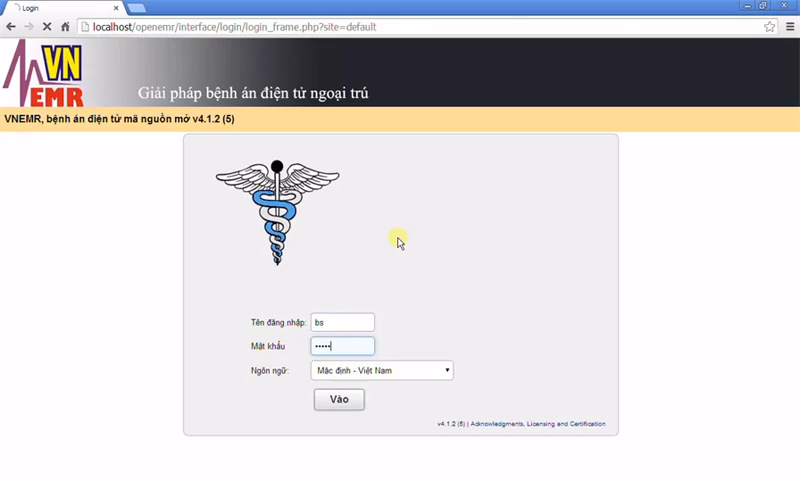 Login
localhost/openemr/interface/login/login_frame.php?site=default
VN
EMR
Giải pháp bệnh án điện tử ngoại trú
VNEMR, bệnh án điện tử mã nguồn mở v4.1.2 (5)
Tên đăng nhập: bs
Mật khẩu •••••
Ngôn ngữ: Mặc định - Việt Nam
Vào
v4.1.2 (5) | Acknowledgments, Licensing and Certification